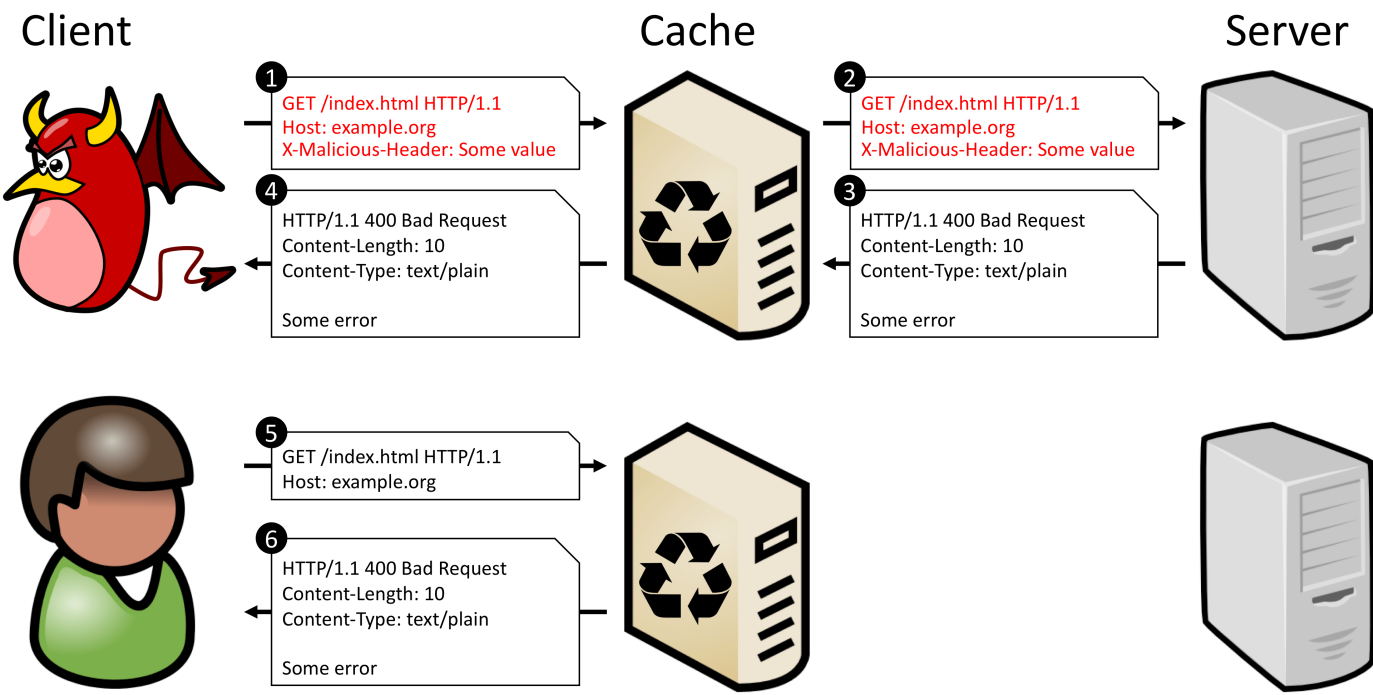 Client
Cache
Server
1
GET /index.html HTTP/1.1
Host: example.org
X-Malicious-Header: Some value
2
GET /index.html HTTP/1.1
Host: example.org
X-Malicious-Header: Some value
4
HTTP/1.1 400 Bad Request
Content-Length: 10
Content-Type: text/plain
Some error
3
HTTP/1.1 400 Bad Request
Content-Length: 10
Content-Type: text/plain
Some error
5
GET /index.html HTTP/1.1
Host: example.org
6
HTTP/1.1 400 Bad Request
Content-Length: 10
Content-Type: text/plain
Some error